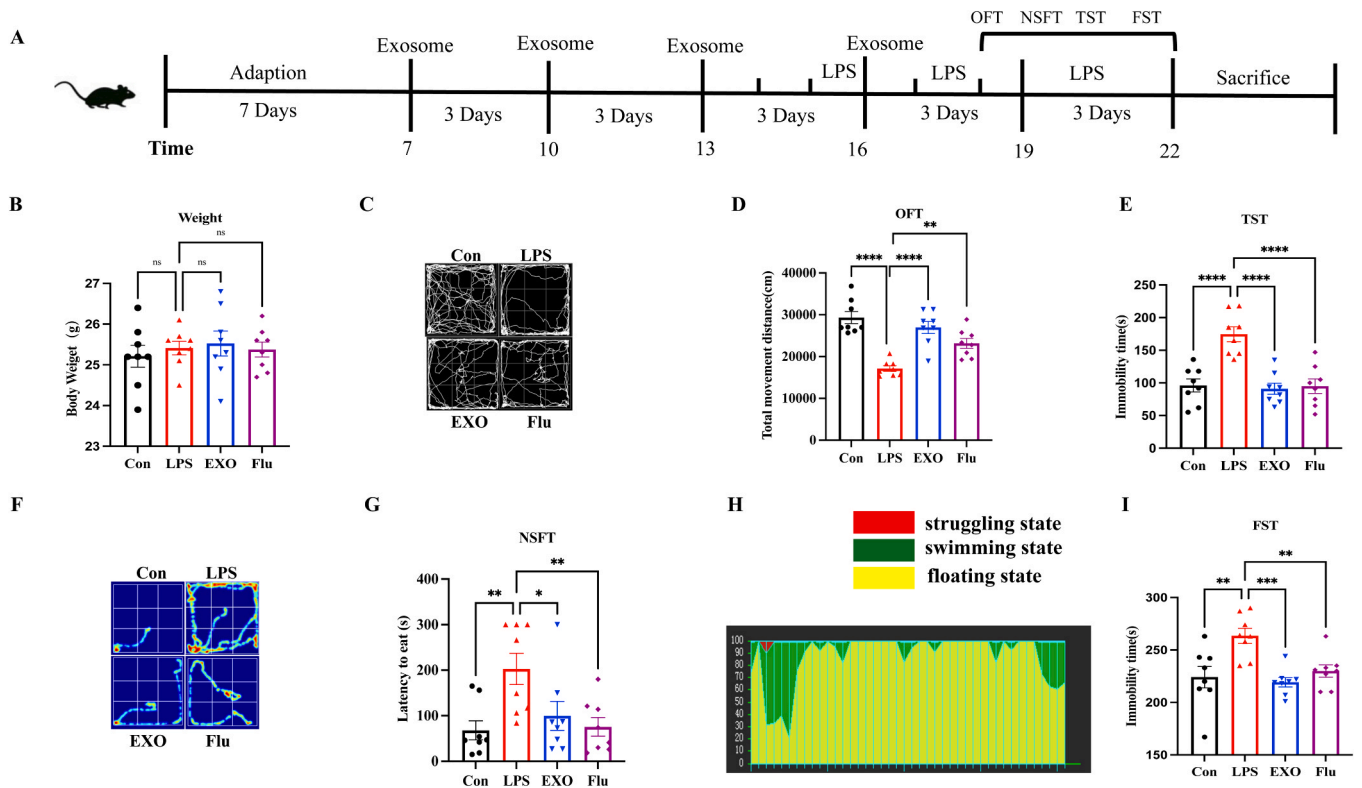 A
OFT NSFT TST FST
Exosome Exosome Exosome Exosome
Adaption LPS LPS LPS Sacrifice
7 Days 3 Days 3 Days 3 Days 3 Days 3 Days
Time 7 10 13 16 19 22
B
Weight
ns
ns ns
Body Weiget (g)
27
26
25
24
23
Con LPS EXO Flu
C
Con LPS
EXO Flu
D
OFT
**
**** ****
Total movement distance(cm)
40000
30000
20000
10000
0
Con LPS EXO Flu
E
TST
****
**** ****
Immobility time(s)
250
200
150
100
50
0
Con LPS EXO Flu
F
Con LPS
EXO Flu
G
NSFT
**
** *
Latency to eat (s)
400
300
200
100
0
Con LPS EXO Flu
H
struggling state
swimming state
floating state
100
90
80
70
60
50
40
30
20
10
0
I
FST
**
** ***
Immobility time(s)
300
250
200
150
Con LPS EXO Flu